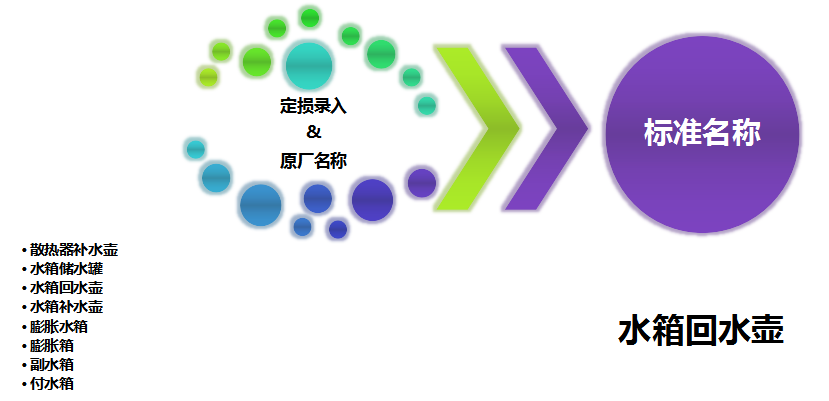 定损录入
&
原厂名称
标准名称
• 散热器补水壶
• 水箱储水罐
• 水箱回水壶
• 水箱补水壶
• 膨胀水箱
• 膨胀箱
• 副水箱
• 付水箱
水箱回水壶